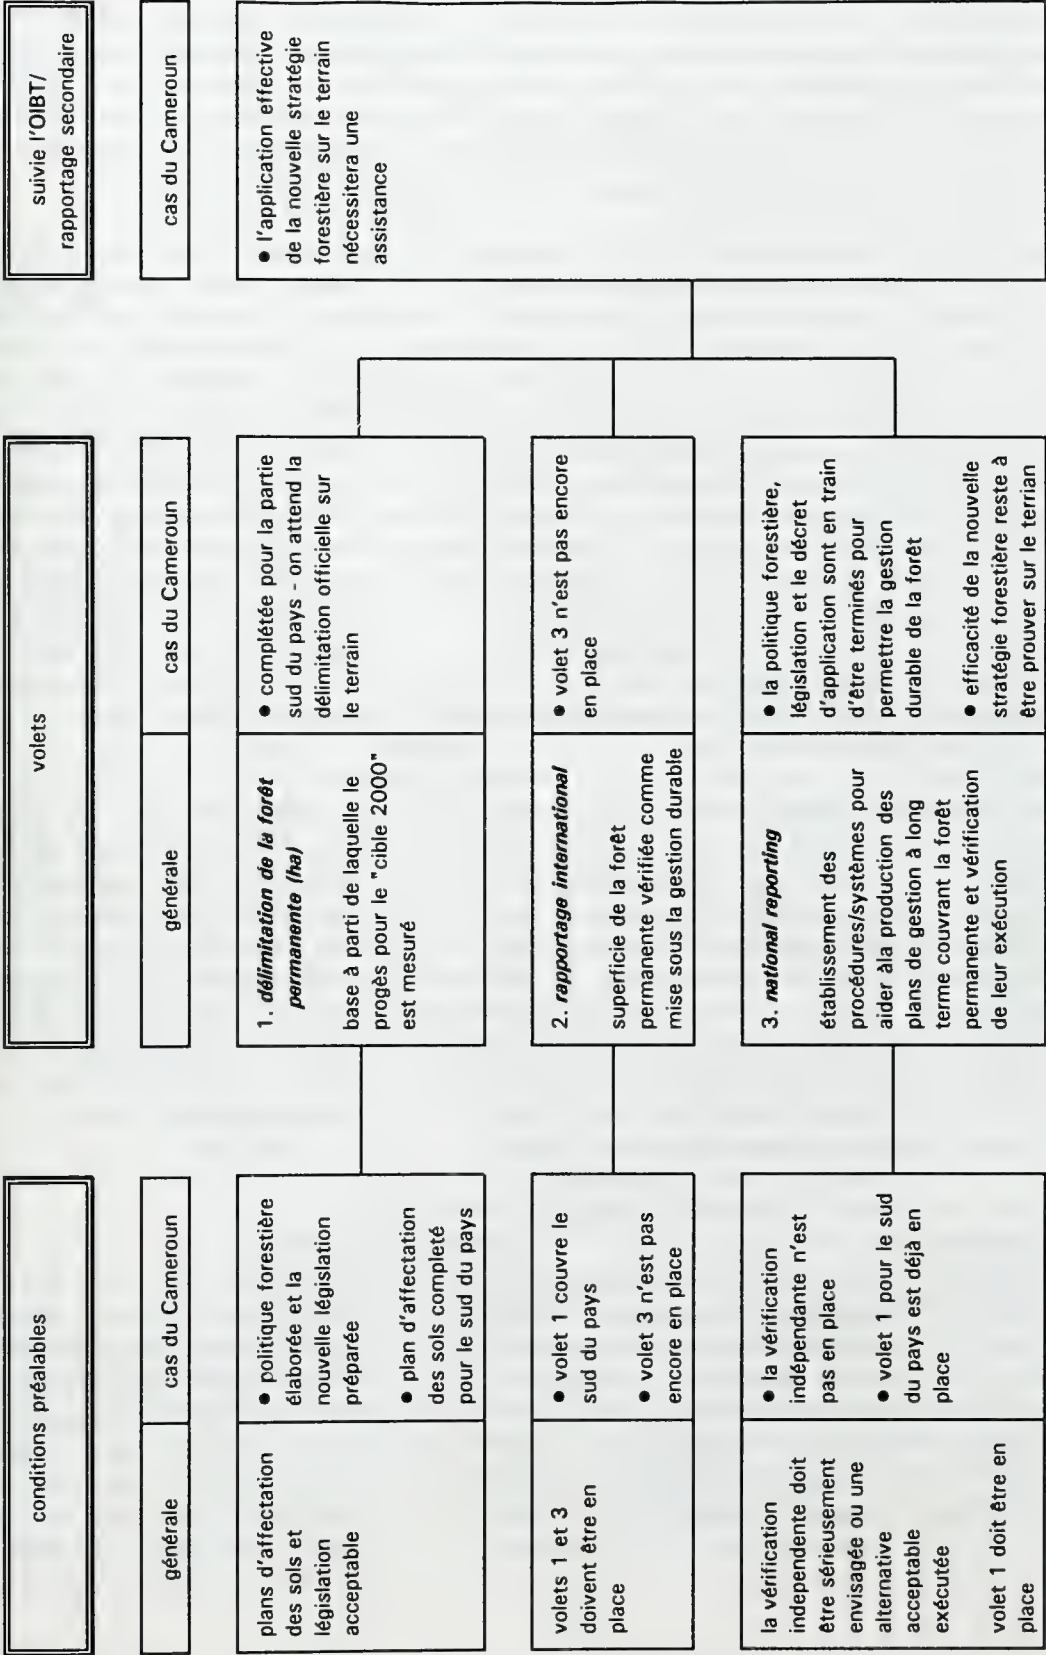 conditions préalables
volets
suivie l'OIBT/
rapportage secondaire
générale
cas du Cameroun
générale
cas du Cameroun
cas du Cameroun
plans d'affectation
des sols et
législation
acceptable
● politique forestière
élaborée et la
nouvelle législation
préparée
● plan d'affectation
des sols completé
pour le sud du pays
1. délimitation de la forêt
permanente (ha)
base à parti de laquelle le
progès pour le "cible 2000"
est mesuré
● complétée pour la partie
sud du pays - on attend la
délimitation officielle sur
le terrain
● l'application effective
de la nouvelle stratégie
forestière sur le terrain
nécessitera une
assistance
volets 1 et 3
doivent être en
place
● volet 1 couvre le
sud du pays
● volet 3 n'est pas
encore en place
2. rapportage international
superficie de la forêt
permanente vérifiée comme
mise sous la gestion durable
● volet 3 n'est pas encore
en place
la vérification
independente doit
être sérieusement
envisagée ou une
alternative
acceptable
exécutée
volet 1 doit être en
place
● la vérification
indépendante n'est
pas en place
● volet 1 pour le sud
du pays est déjà en
place
3. national reporting
établissement des
procédures/systèmes pour
aider àla production des
plans de gestion à long
terme couvrant la forêt
permanente et vérification
de leur exécution
● la politique forestière,
législation et le décret
d'application sont en train
d'être terminés pour
permettre la gestion
durable de la forêt
● efficacité de la nouvelle
stratégie forestière reste à
être prouver sur le terrian